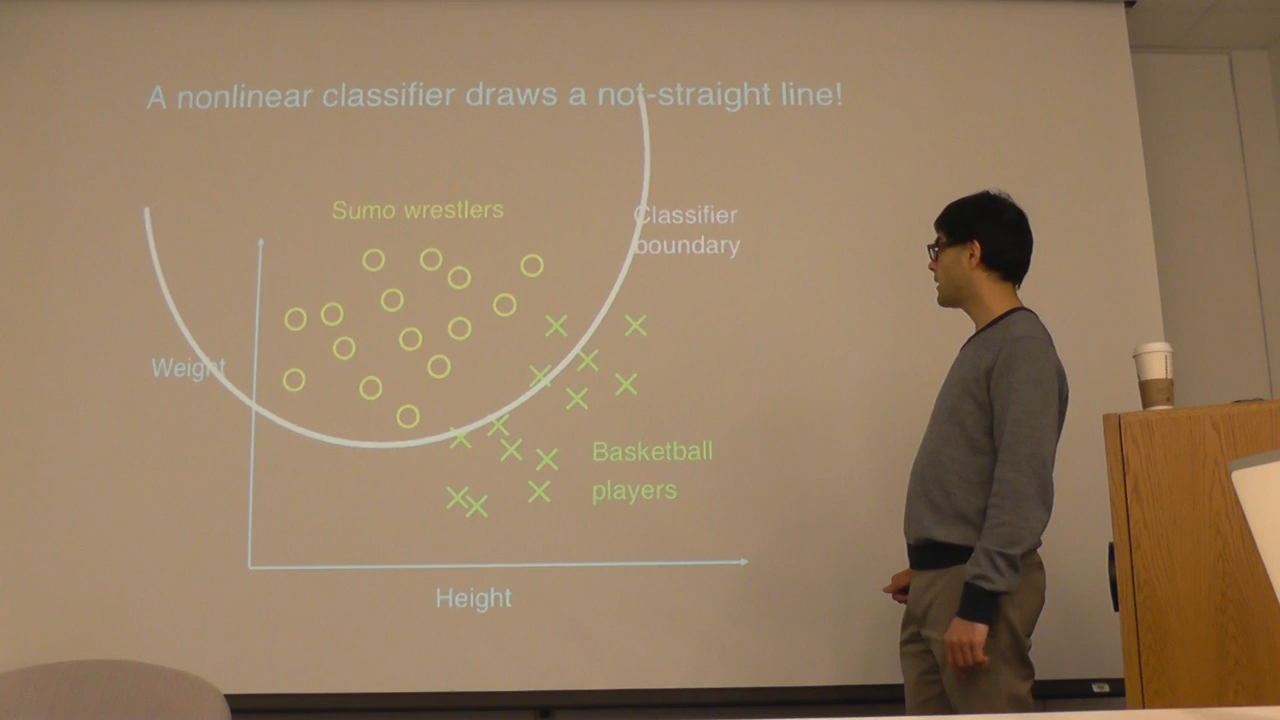 A nonlinear classifier draws a not-straight line!
Sumo wrestlers
Classifier
boundary
Weight
Basketball
players
Height